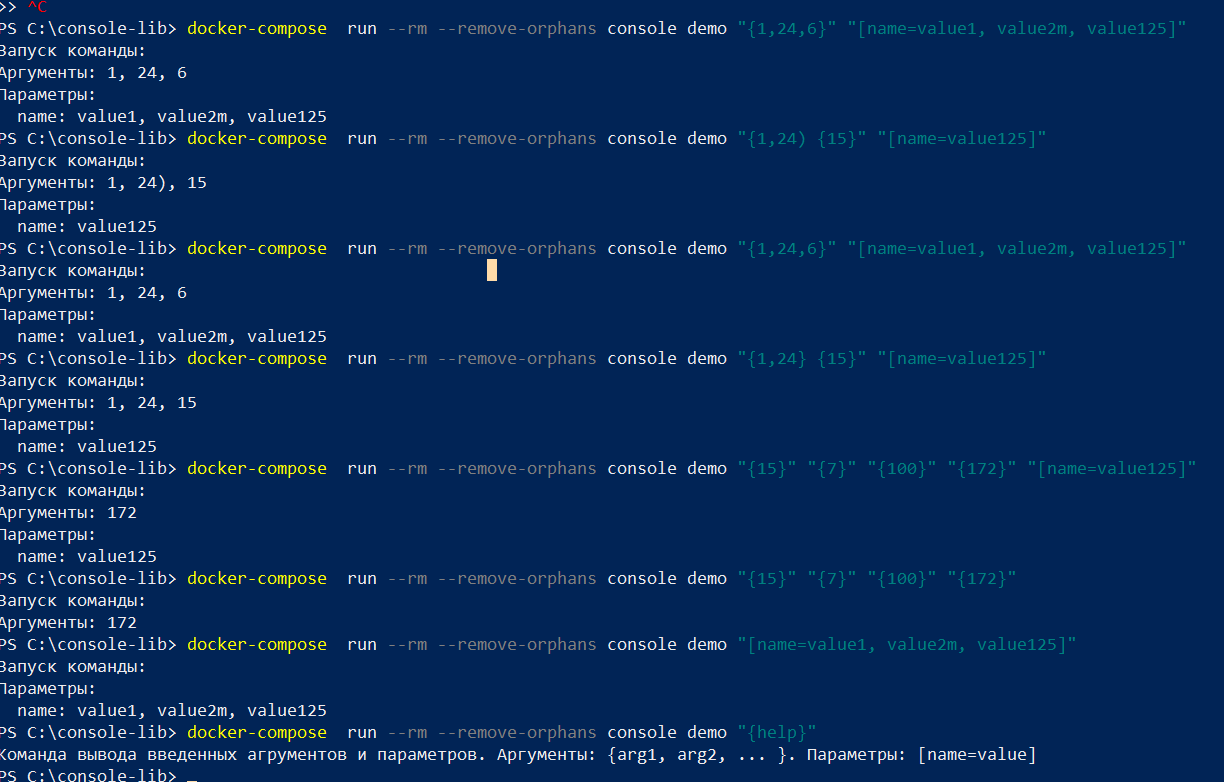 >> ^C
PS C:\console-lib> docker-compose  run --rm --remove-orphans console demo "{1,24,6}" "[name=value1, value2m, value125]"
Запуск команды:
Аргументы: 1, 24, 6
Параметры:
  name: value1, value2m, value125
PS C:\console-lib> docker-compose  run --rm --remove-orphans console demo "{1,24) {15}" "[name=value125]"
Запуск команды:
Аргументы: 1, 24), 15
Параметры:
  name: value125
PS C:\console-lib> docker-compose  run --rm --remove-orphans console demo "{1,24,6}" "[name=value1, value2m, value125]"
Запуск команды:
Аргументы: 1, 24, 6
Параметры:
  name: value1, value2m, value125
PS C:\console-lib> docker-compose  run --rm --remove-orphans console demo "{1,24} {15}" "[name=value125]"
Запуск команды:
Аргументы: 1, 24, 15
Параметры:
  name: value125
PS C:\console-lib> docker-compose  run --rm --remove-orphans console demo "{15}" "{7}" "{100}" "{172}" "[name=value125]"
Запуск команды:
Аргументы: 172
Параметры:
  name: value125
PS C:\console-lib> docker-compose  run --rm --remove-orphans console demo "{15}" "{7}" "{100}" "{172}"
Запуск команды:
Аргументы: 172
PS C:\console-lib> docker-compose  run --rm --remove-orphans console demo "[name=value1, value2m, value125]"
Запуск команды:
Параметры:
  name: value1, value2m, value125
PS C:\console-lib> docker-compose  run --rm --remove-orphans console demo "{help}"
Команда вывода введенных агрументов и параметров. Аргументы: {arg1, arg2, ... }. Параметры: [name=value]
PS C:\console-lib> _